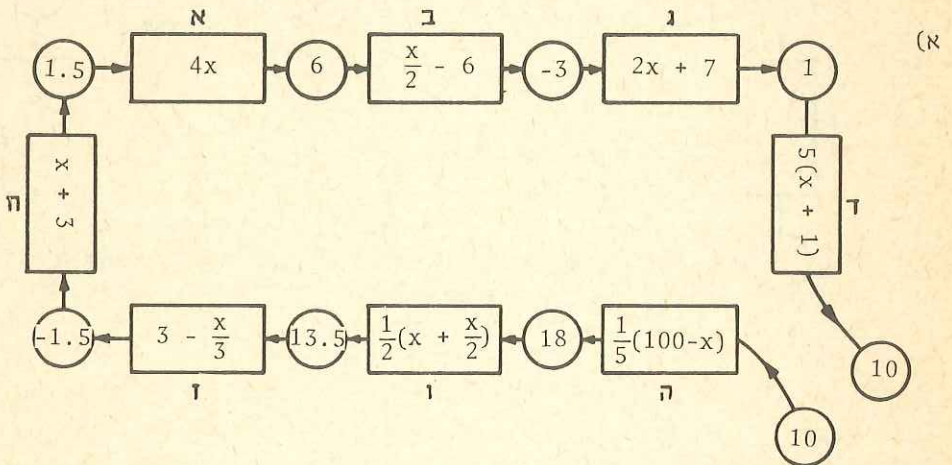 א)
א ב ג
1.5 4x 6 x/2 - 6 -3 2x + 7 1
ח x + 3 5(x + 1) ד
-1.5 3 - x/3 13.5 1/2(x + x/2) 18 1/5(100-x) 10
ז ו ה
10